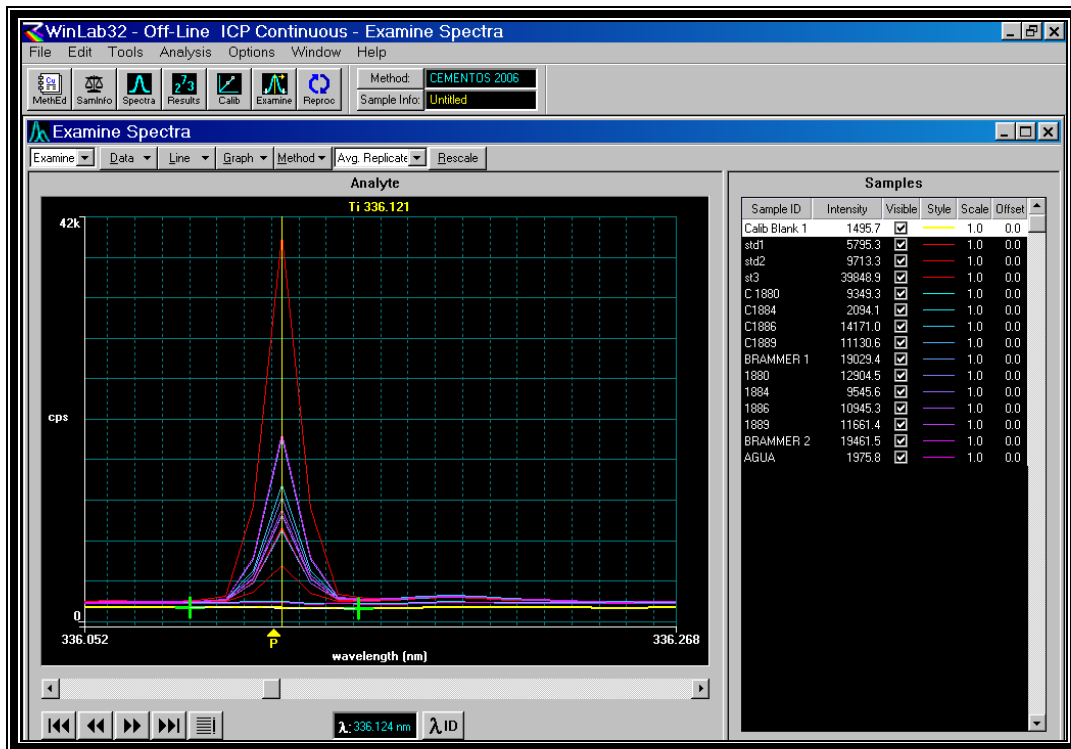 WinLab32 - Off-Line ICP Continuous - Examine Spectra
File Edit Tools Analysis Options Window Help
MethEd SamInfo Spectra Results Calib Examine Reproc
Method: CEMENTOS 2006
Sample Info: Untitled
Examine Spectra
Examine Data Line Graph Method Avg. Replicate Rescale
Analyte
Ti 336.121
42k
cps
0
336.052 336.268
P
wavelength (nm)
λ: 336.124 nm λ ID
Samples
Sample ID Intensity Visible Style Scale Offset
Calib Blank 1 1495.7 1.0 0.0
std1 5795.3 1.0 0.0
std2 9713.3 1.0 0.0
st3 39848.9 1.0 0.0
C 1880 9349.3 1.0 0.0
C1884 2094.1 1.0 0.0
C1886 14171.0 1.0 0.0
C1889 11130.6 1.0 0.0
BRAMMER 1 19029.4 1.0 0.0
1880 12904.5 1.0 0.0
1884 9545.6 1.0 0.0
1886 10945.3 1.0 0.0
1889 11661.4 1.0 0.0
BRAMMER 2 19461.5 1.0 0.0
AGUA 1975.8 1.0 0.0